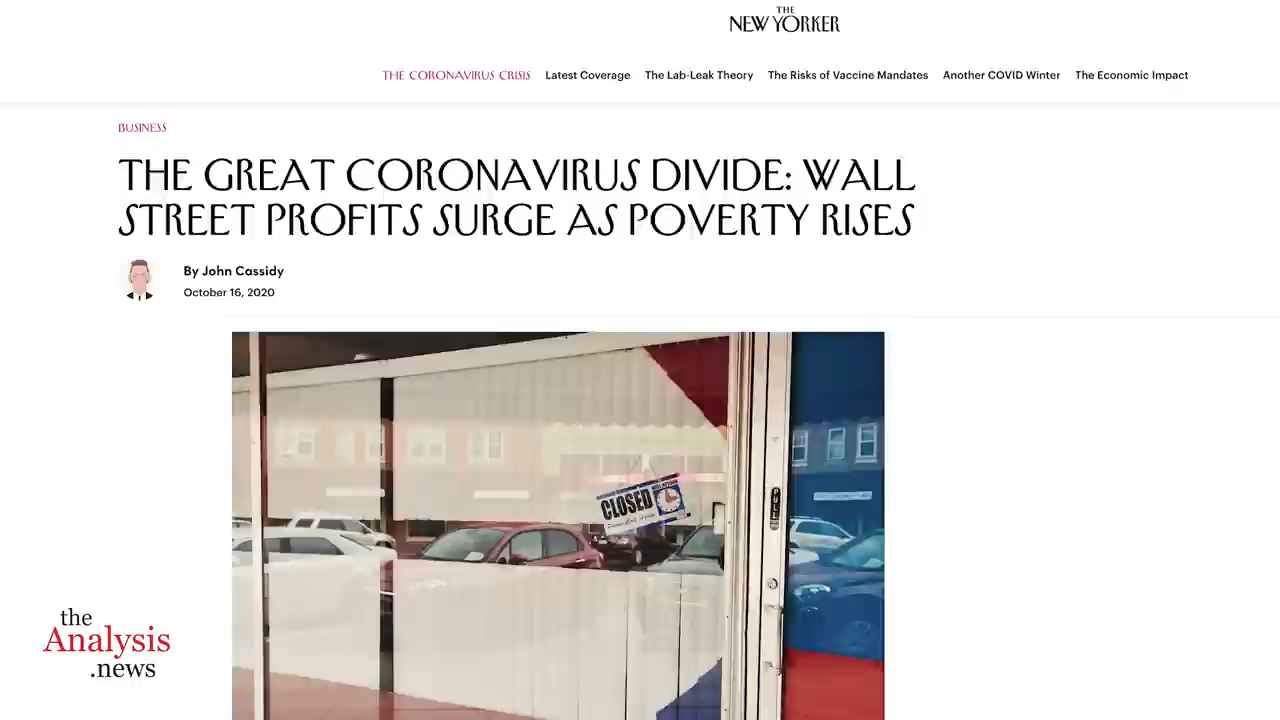 THE
NEW YORKER
THE CORONAVIRUS CRISIS Latest Coverage The Lab-Leak Theory The Risks of Vaccine Mandates Another COVID Winter The Economic Impact
BUSINESS
THE GREAT CORONAVIRUS DIVIDE: WALL
STREET PROFITS SURGE AS POVERTY RISES
By John Cassidy
October 16, 2020
CLOSED
PULL
the
Analysis
.news